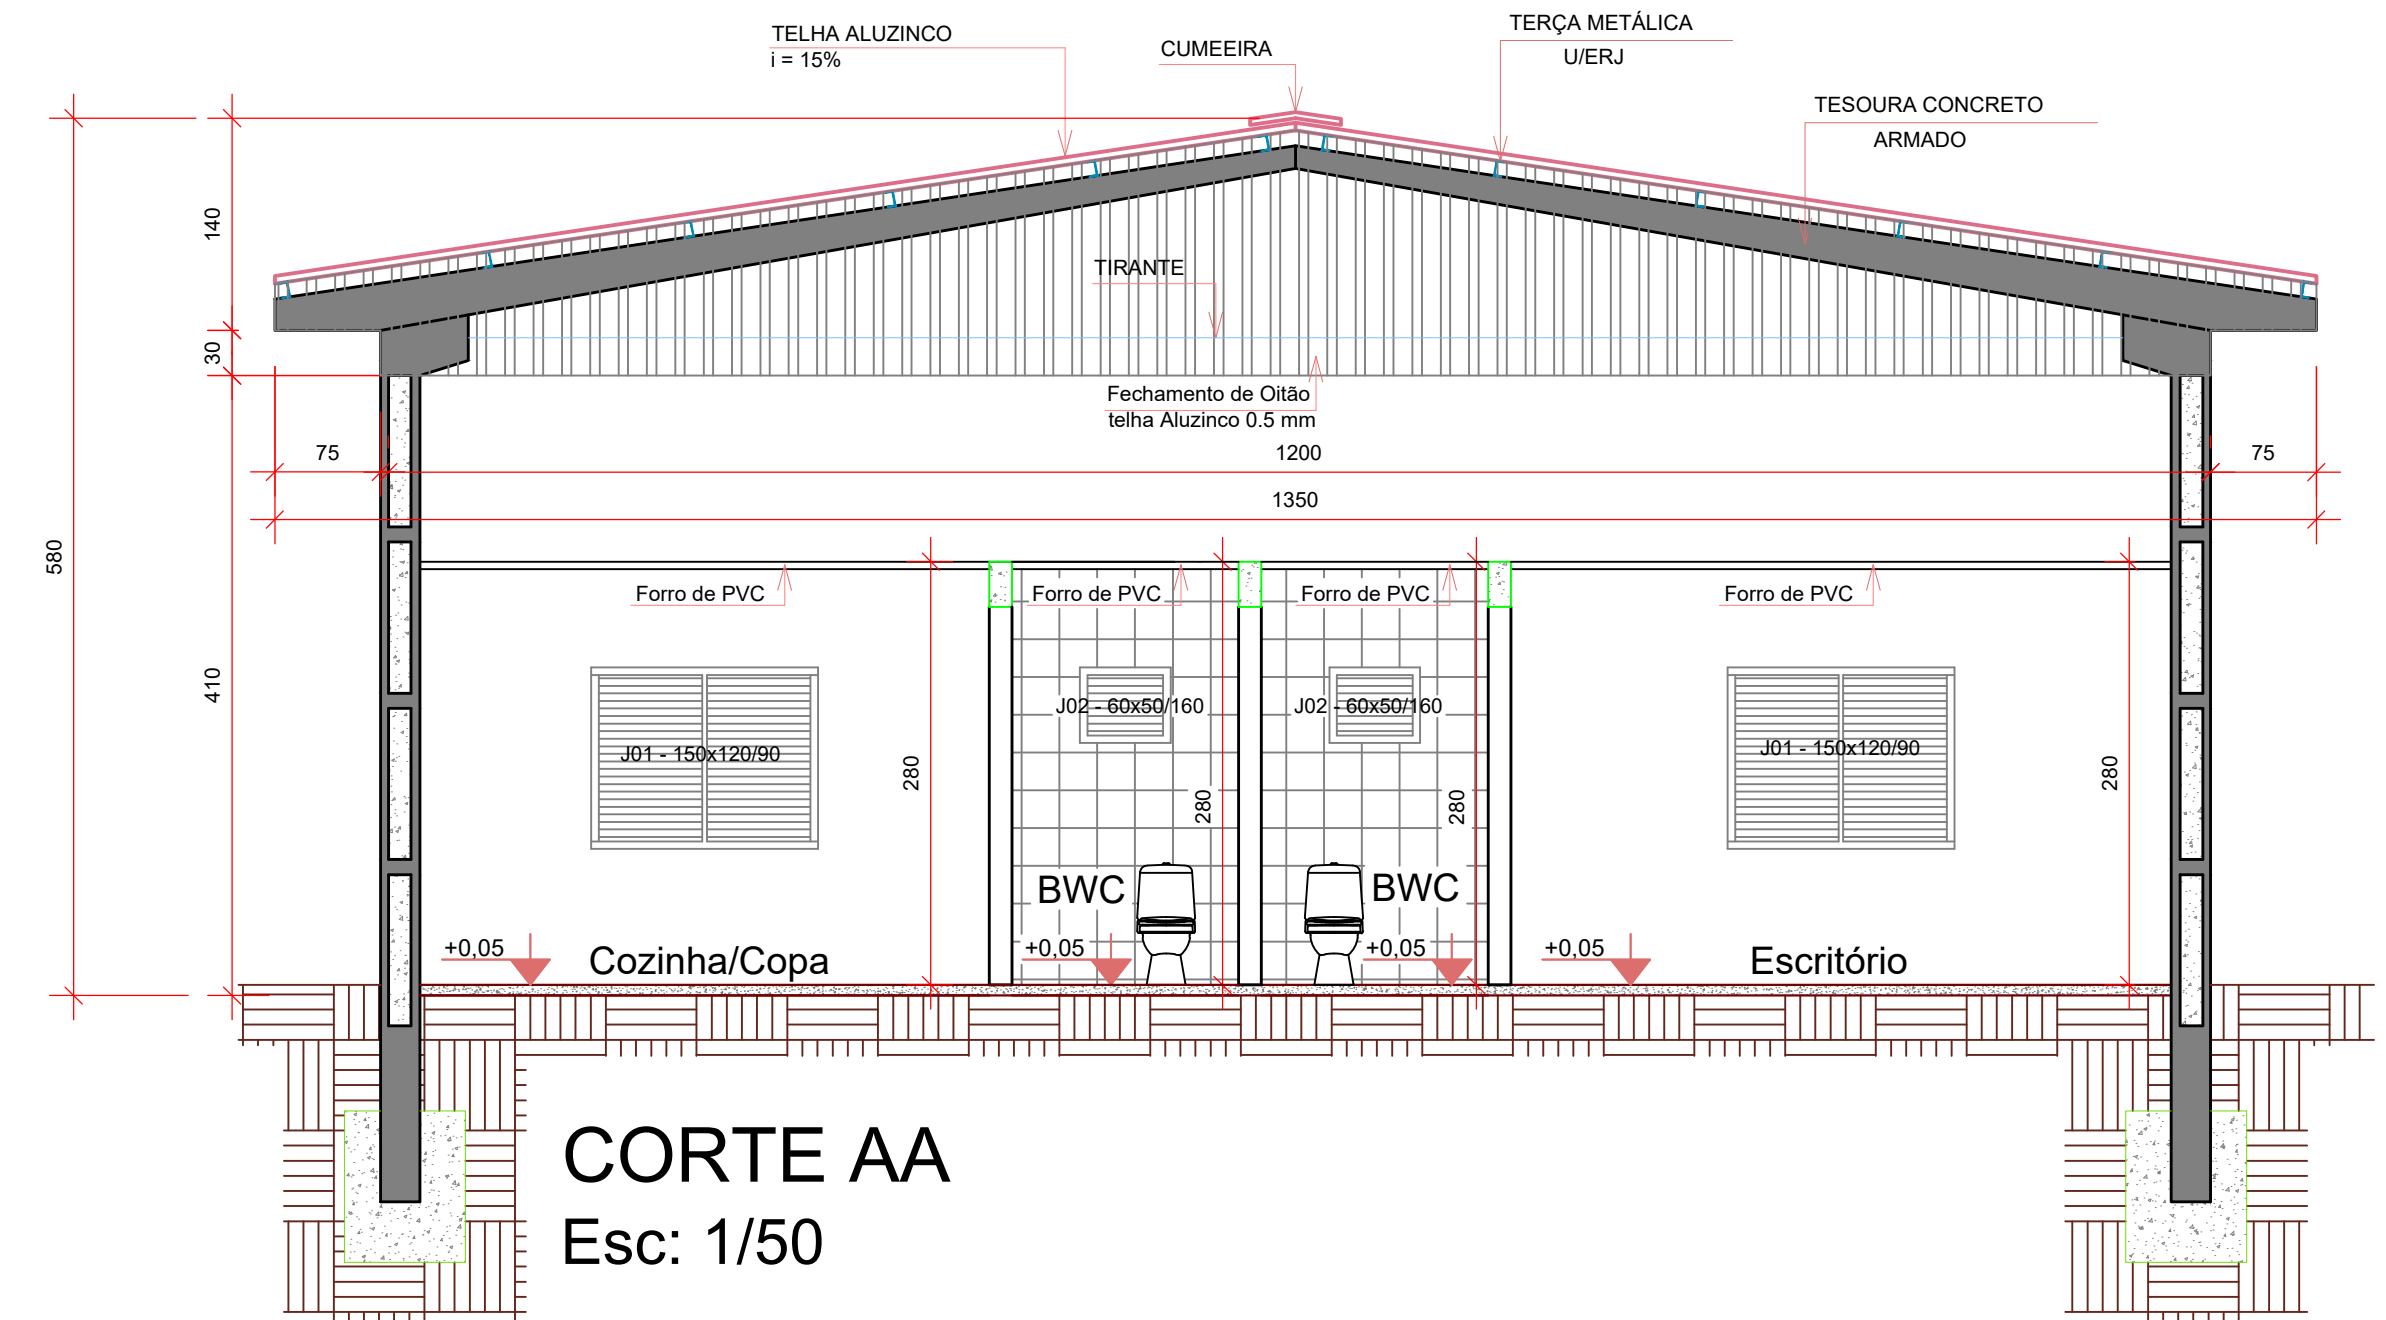 TELHA ALUZINCO
i = 15%
CUMEEIRA
TERÇA METÁLICA
U/ERJ
TESOURA CONCRETO
ARMADO
140
TIRANTE
30
Fechamento de Oitão
telha Aluzinco 0.5 mm
75
1200
75
1350
580
410
Forro de PVC
Forro de PVC
Forro de PVC
Forro de PVC
J01 - 150x120/90
J02 - 60x50/160
J02 - 60x50/160
J01 - 150x120/90
280
280
280
280
BWC
BWC
+0,05
Cozinha/Copa
+0,05
+0,05
+0,05
Escritório
CORTE AA
Esc: 1/50